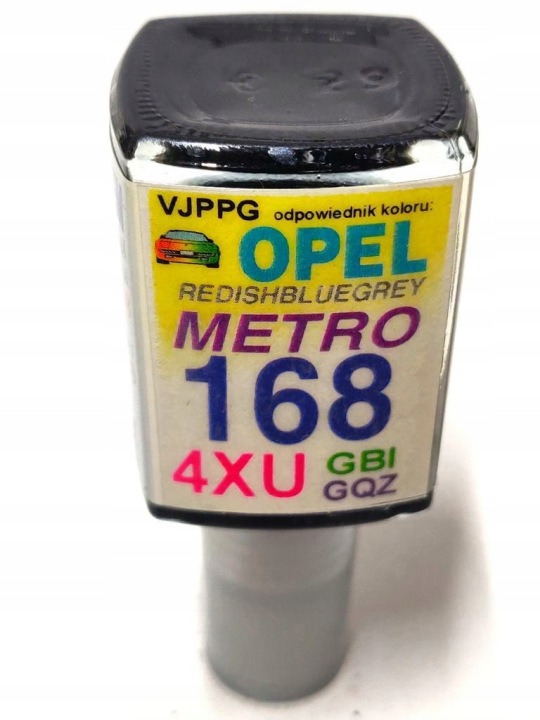 VJPPG odpowiednik koloru:
OPEL
REDISHBLUEGREY
METRO
168
4XU GBI
GQZ